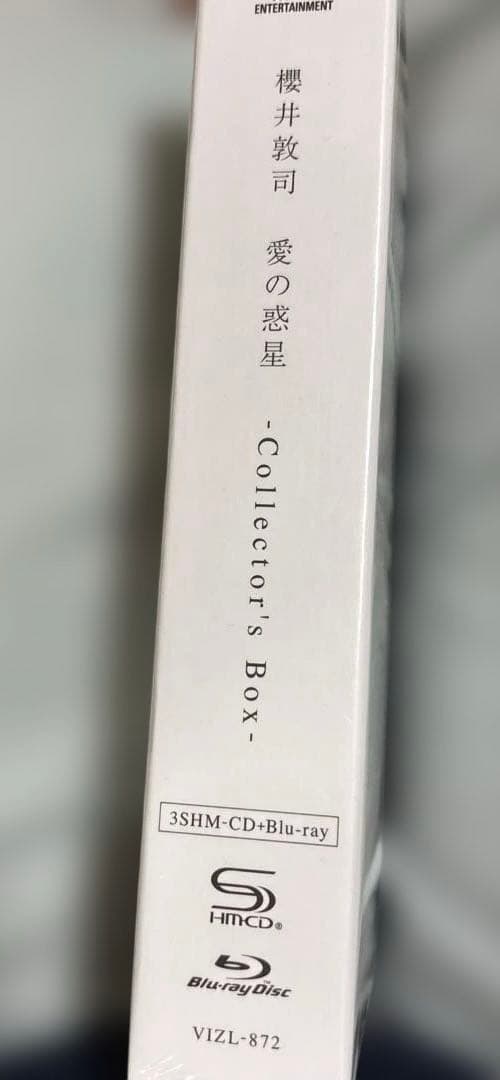 ENTERTAINMENT
櫻井敦司 愛の惑星 -Collector's Box-
3SHM-CD+Blu-ray
SHM-CD®
Blu-ray Disc™
VIZL-872